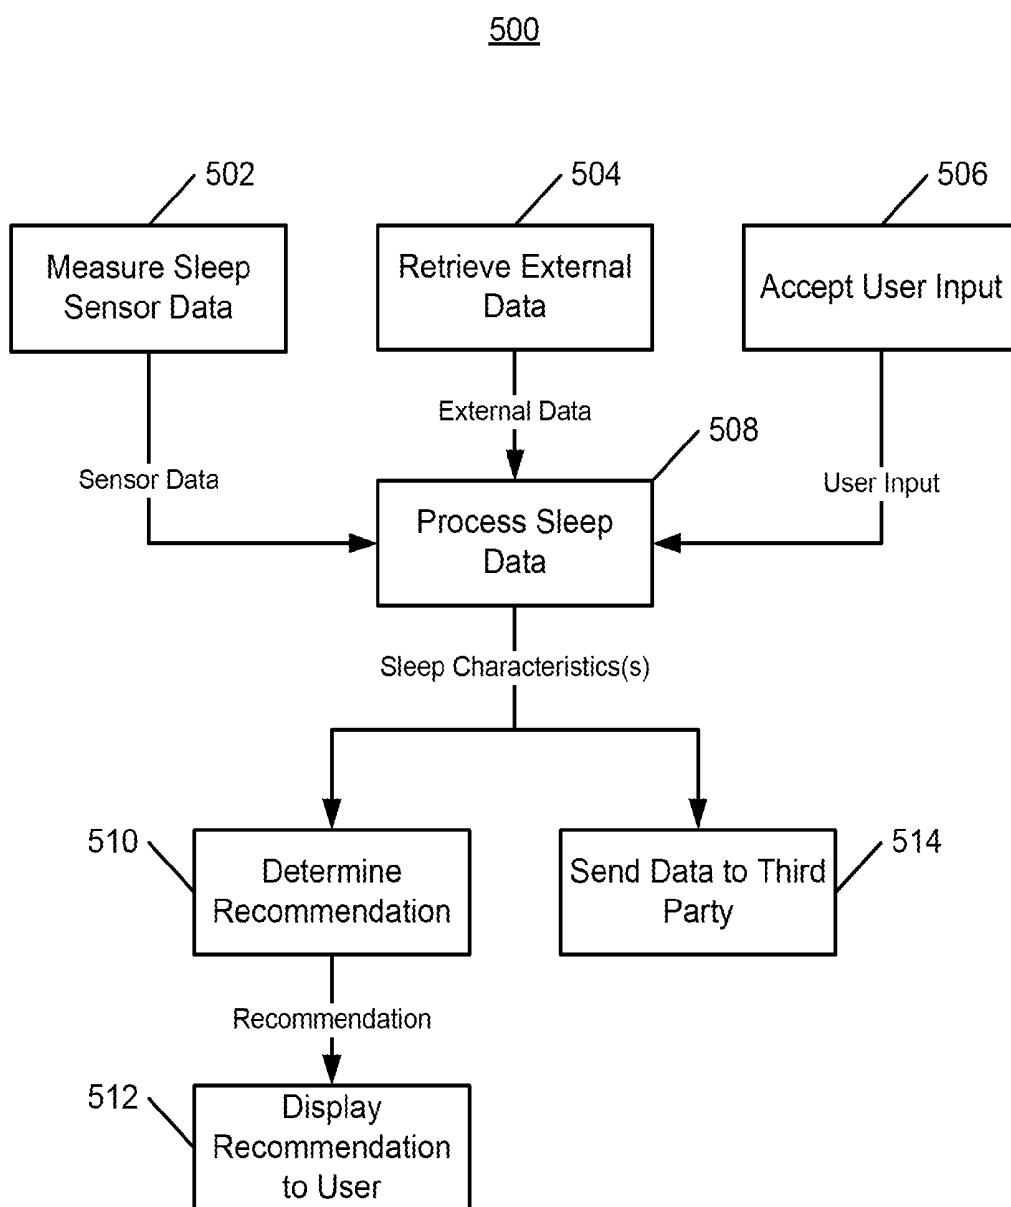 500
502
504
506
Measure Sleep
Sensor Data
Retrieve External
Data
Accept User Input
External Data
508
Sensor Data
User Input
Process Sleep
Data
Sleep Characteristics(s)
510
Determine
Recommendation
Send Data to Third
Party
514
Recommendation
512
Display
Recommendation
to User